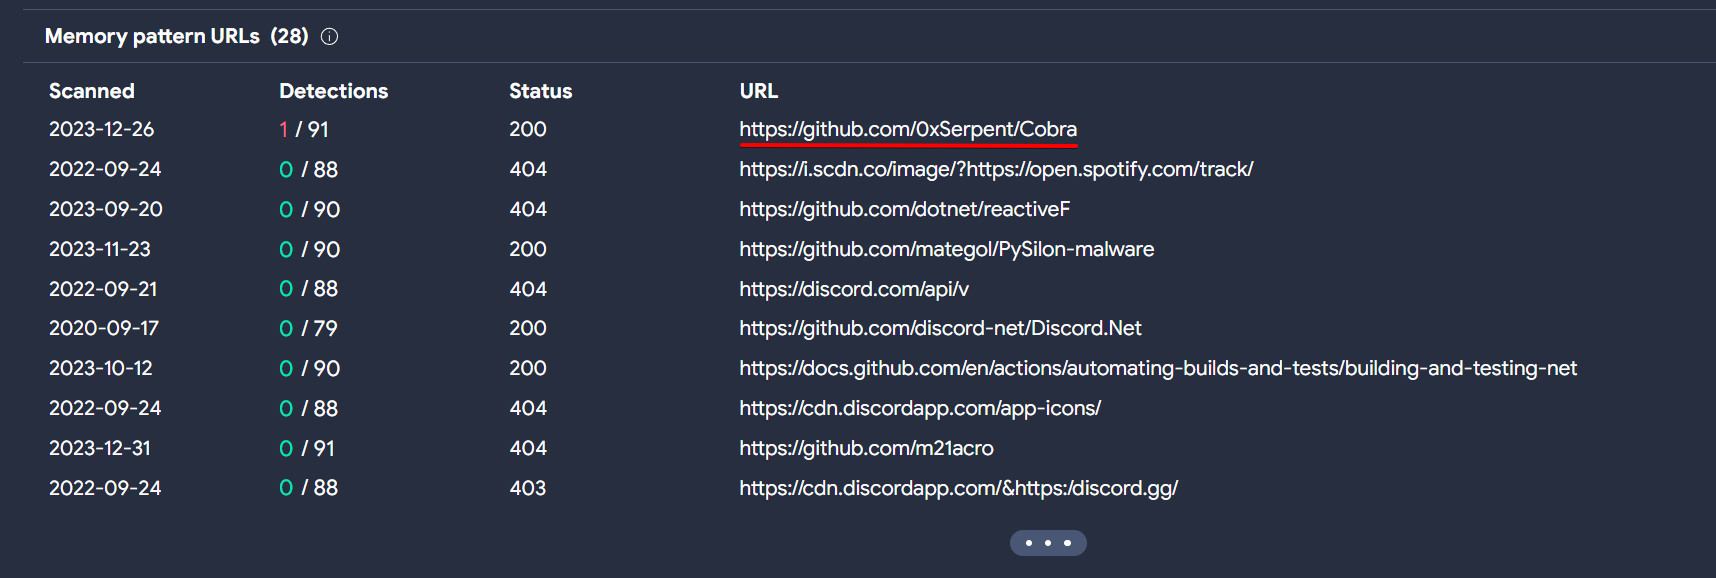 Memory pattern URLs (28)
Scanned Detections Status URL
2023-12-26 1 / 91 200 https://github.com/0xSerpent/Cobra
2022-09-24 0 / 88 404 https://i.scdn.co/image/?https://open.spotify.com/track/
2023-09-20 0 / 90 404 https://github.com/dotnet/reactiveF
2023-11-23 0 / 90 200 https://github.com/mategol/PySilon-malware
2022-09-21 0 / 88 404 https://discord.com/api/v
2020-09-17 0 / 79 200 https://github.com/discord-net/Discord.Net
2023-10-12 0 / 90 200 https://docs.github.com/en/actions/automating-builds-and-tests/building-and-testing-net
2022-09-24 0 / 88 404 https://cdn.discordapp.com/app-icons/
2023-12-31 0 / 91 404 https://github.com/m21acro
2022-09-24 0 / 88 403 https://cdn.discordapp.com/&https:/discord.gg/